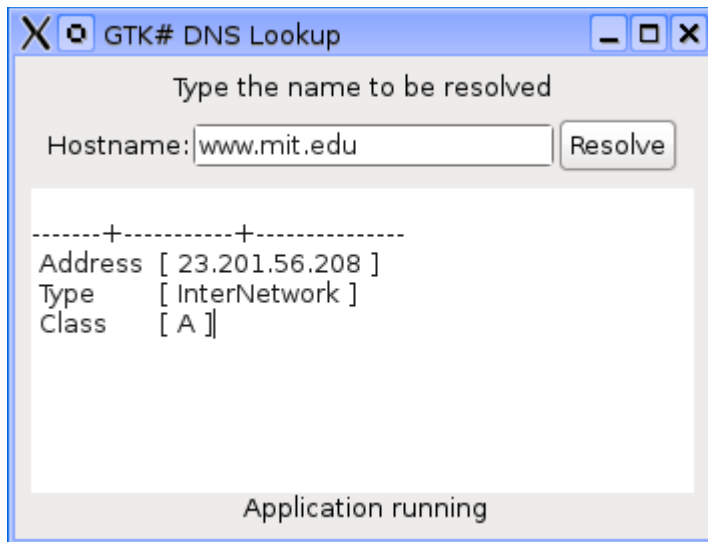 GTK# DNS Lookup
Type the name to be resolved
Hostname: www.mit.edu Resolve
-------+-----------+---------------
Address [ 23.201.56.208 ]
Type [ InterNetwork ]
Class [ A ]
Application running